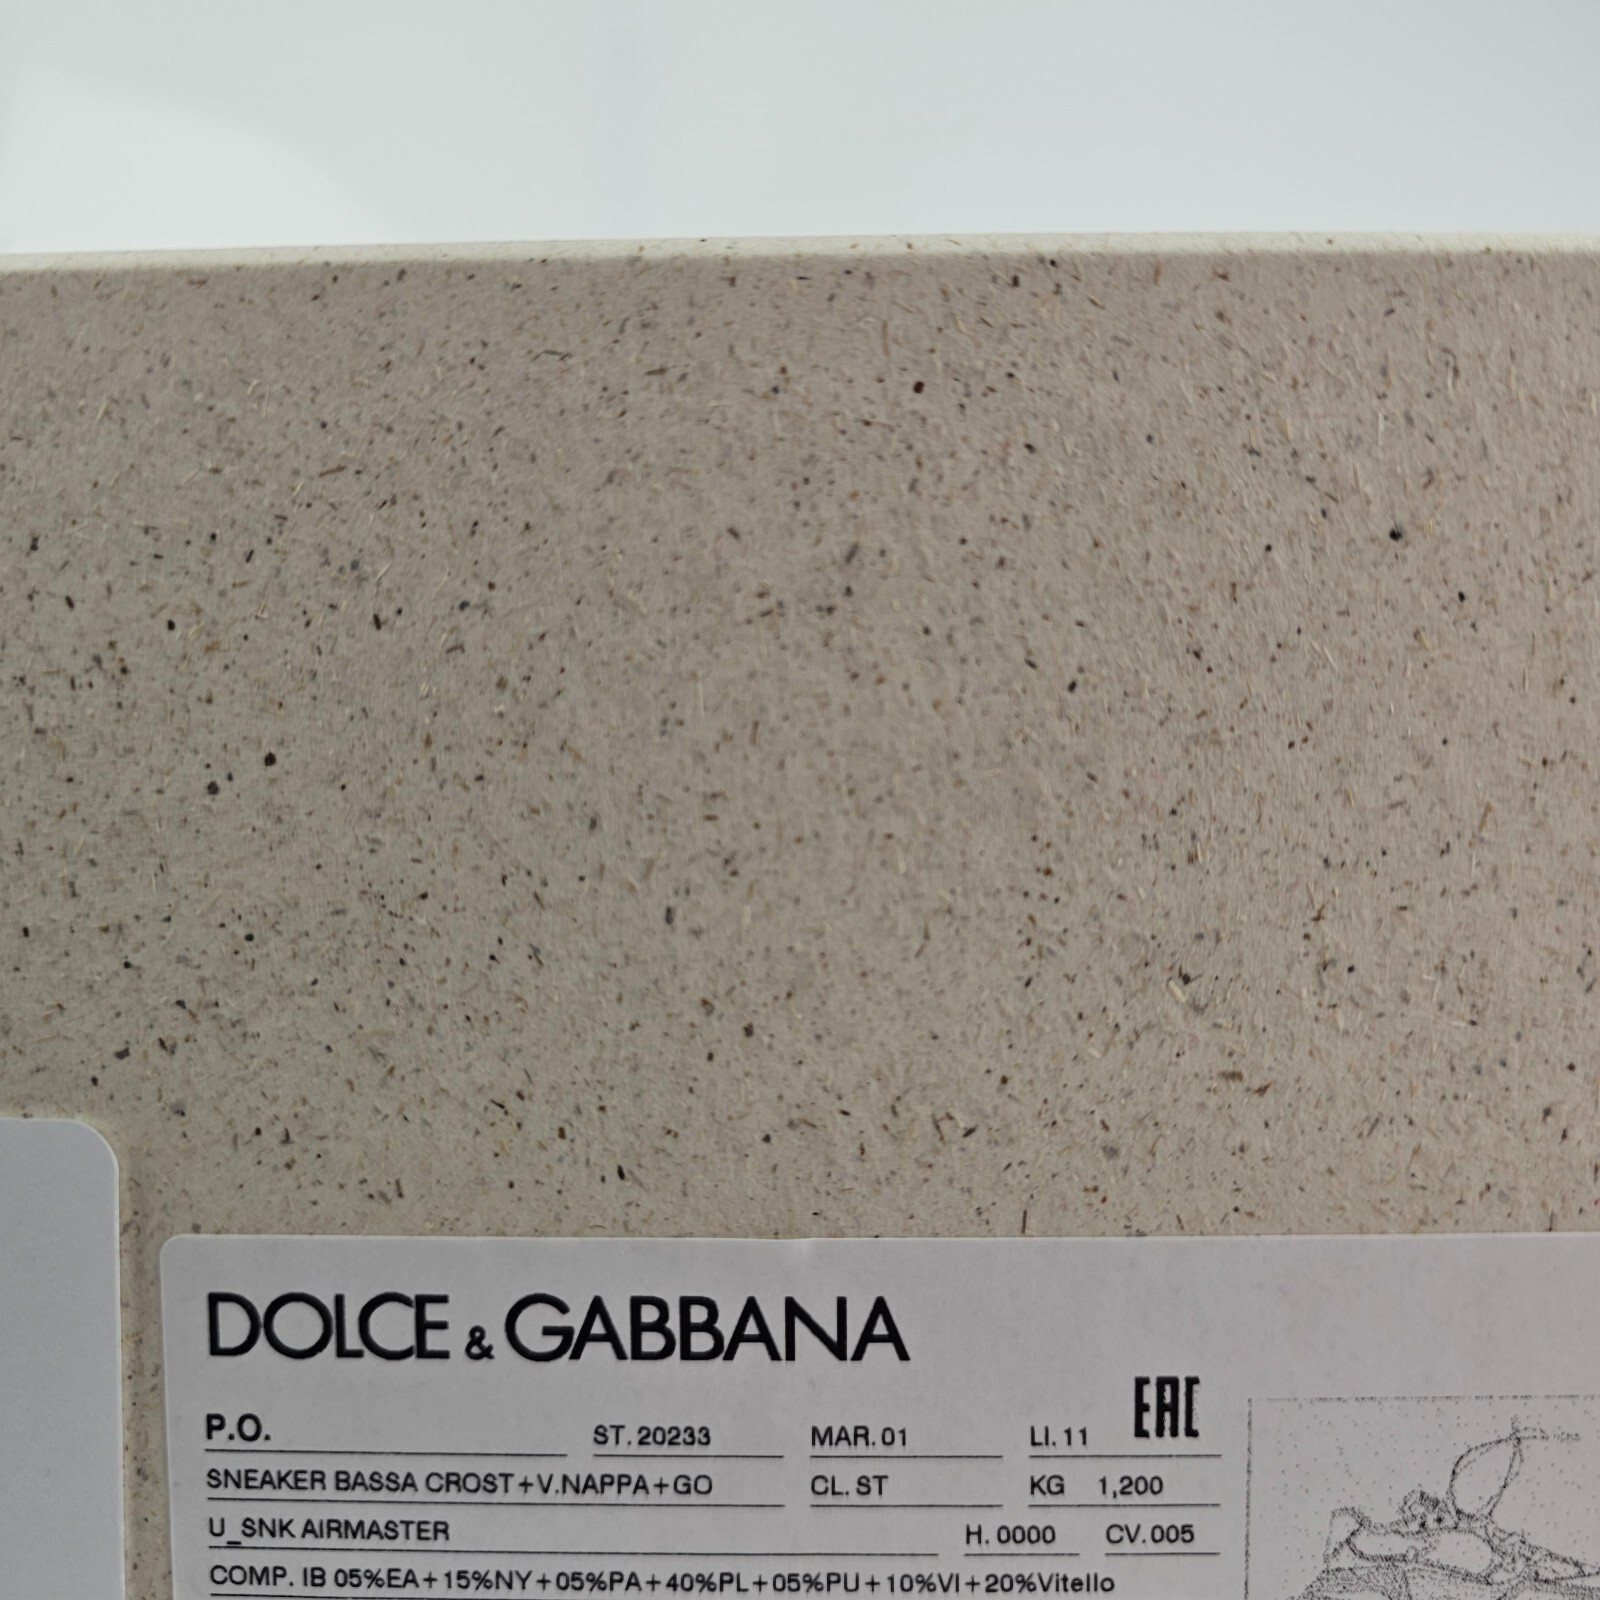 DOLCE & GABBANA
P.O. ST. 20233 MAR. 01 LI. 11 EAC
SNEAKER BASSA CROST+V.NAPPA+GO CL. ST KG 1,200
U_SNK AIRMASTER H. 0000 CV. 005
COMP. IB 05%EA+15%NY+05%PA+40%PL+05%PU+10%VI+20%Vitello